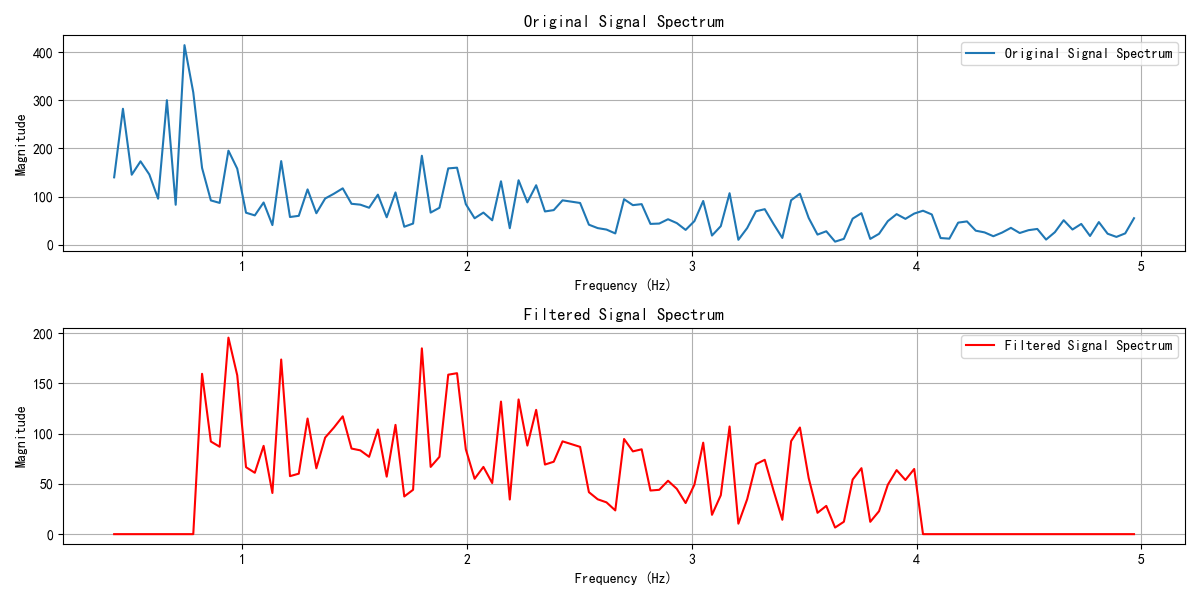 Original Signal Spectrum
400
300
200
100
0
Magnitude
Original Signal Spectrum
1 2 3 4 5
Frequency (Hz)
Filtered Signal Spectrum
200
150
100
50
0
Magnitude
Filtered Signal Spectrum
1 2 3 4 5
Frequency (Hz)